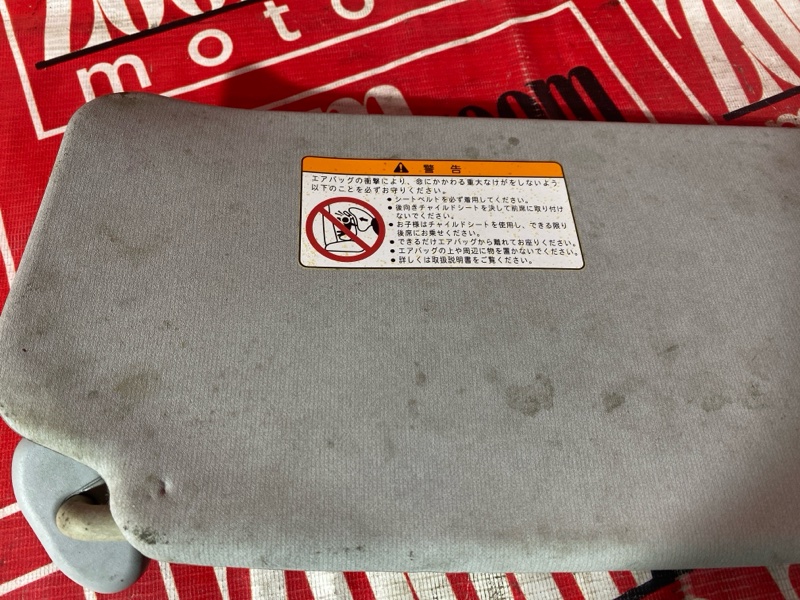 Zoom
moto
Zoom
.com
警告
エアバッグの衝撃により、命にかかわる重大なけがをしないよう
以下のことを必ずお守りください。
● シートベルトを必ず着用してください。
● 後向きチャイルドシートを決して前席に取り付け
ないでください。
● お子様はチャイルドシートを使用し、できる限り
後席にお乗せください。
● できるだけエアバッグから離れてお座りください。
● エアバッグの上や周辺に物を置かないでください。
● 詳しくは取扱説明書をご覧ください。